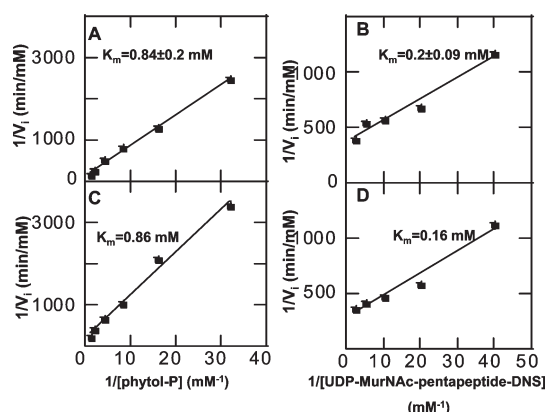 A
Km=0.84±0.2 mM
1/Vi (min/mM)
3000
1000
0
B
Km=0.2±0.09 mM
1/Vi (min/mM)
1000
500
0
C
Km=0.86 mM
1/Vi (min/mM)
3000
1000
0
0 10 20 30 40
1/[phytol-P] (mM⁻¹)
D
Km=0.16 mM
1/Vi (min/mM)
1000
500
0
0 10 20 30 40 50
1/[UDP-MurNAc-pentapeptide-DNS]
(mM⁻¹)